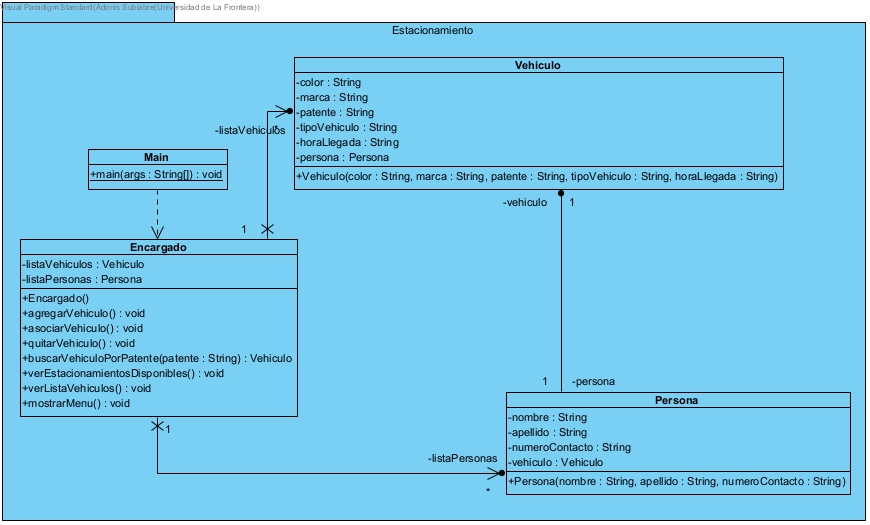 Visual Paradigm Standard(Adonis Subiabre(Universidad de La Frontera))
Estacionamiento
Vehiculo
-color : String
-marca : String
-patente : String
-tipoVehiculo : String
-horaLlegada : String
-persona : Persona
+Vehiculo(color : String, marca : String, patente : String, tipoVehiculo : String, horaLlegada : String)
-listaVehiculos
*
Main
+main(args : String[]) : void
-vehiculo 1
1
Encargado
-listaVehiculos : Vehiculo
-listaPersonas : Persona
+Encargado()
+agregarVehiculo() : void
+asociarVehiculo() : void
+quitarVehiculo() : void
+buscarVehiculoPorPatente(patente : String) : Vehiculo
+verEstacionamientosDisponibles() : void
+verListaVehiculos() : void
+mostrarMenu() : void
1 -persona
Persona
-nombre : String
-apellido : String
-numeroContacto : String
-vehiculo : Vehiculo
+Persona(nombre : String, apellido : String, numeroContacto : String)
1
-listaPersonas
*